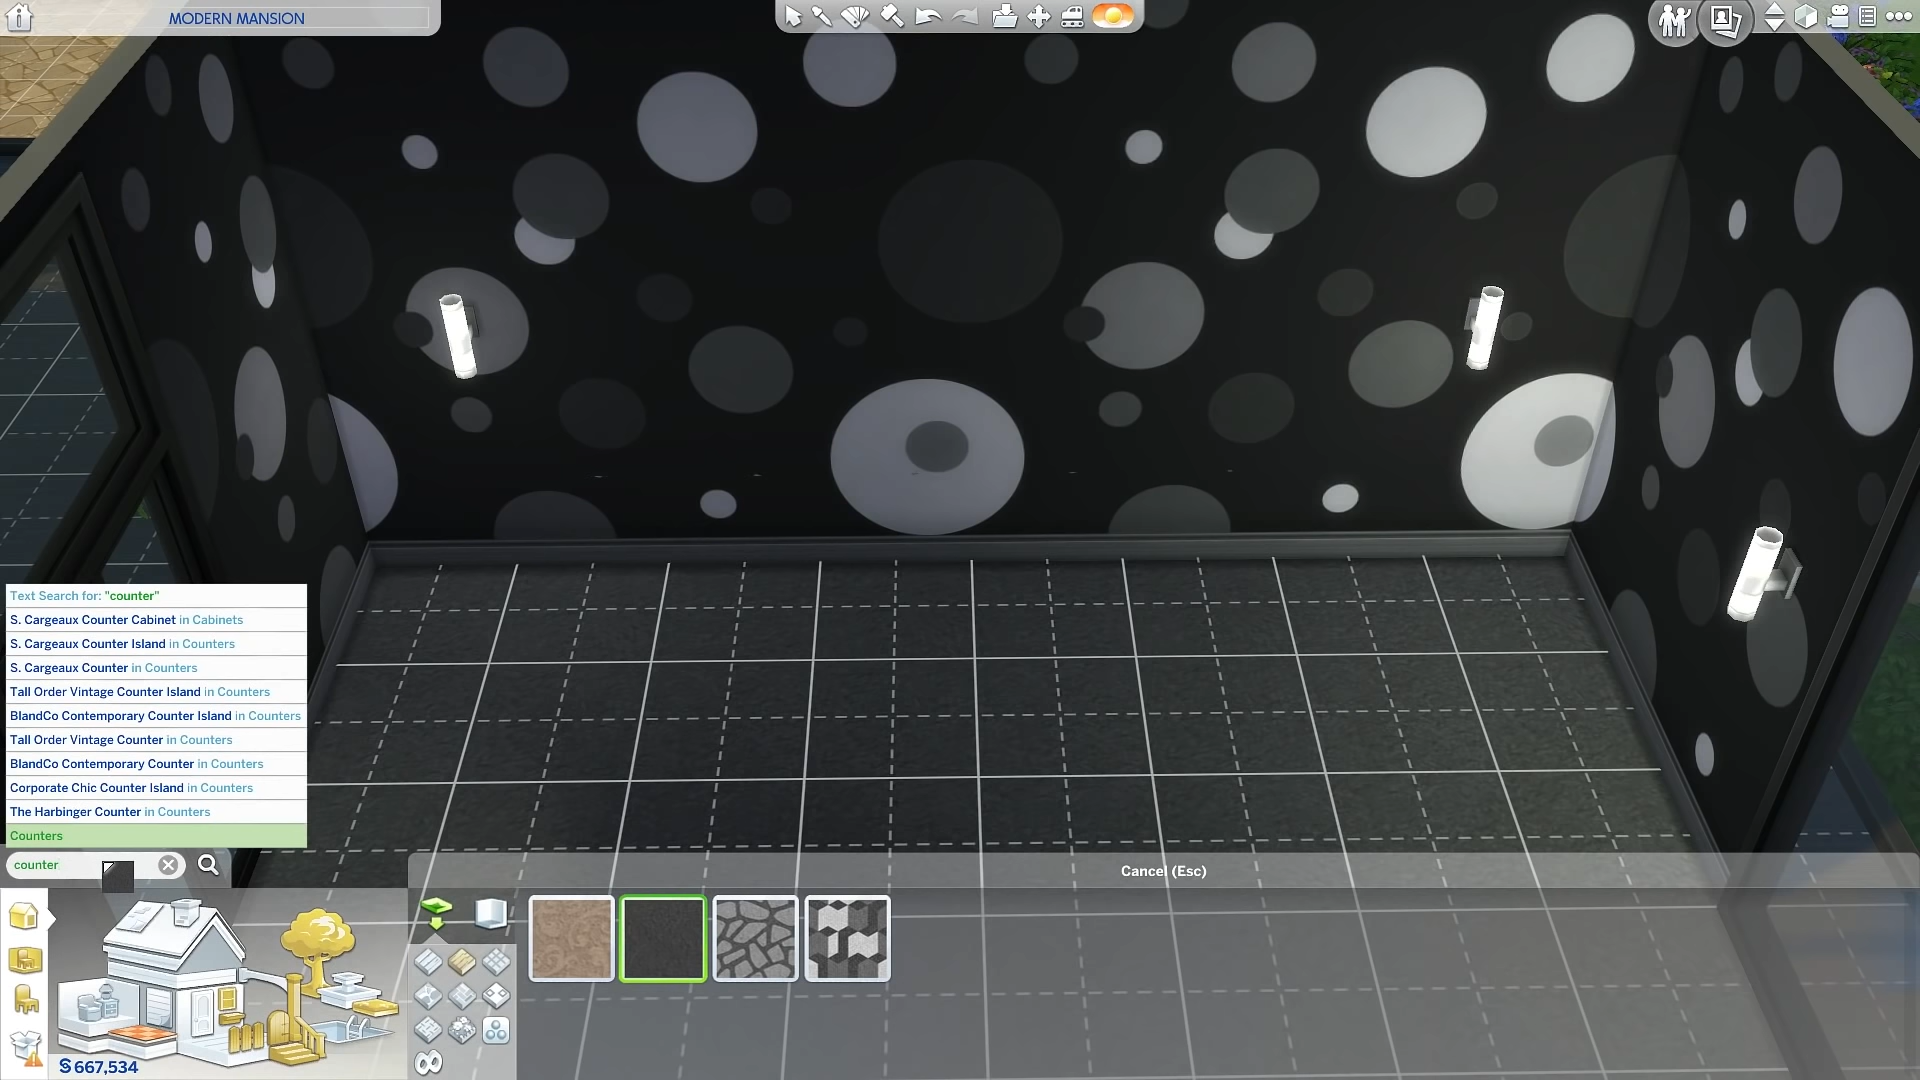 MODERN MANSION
Text Search for: "counter"
S. Cargeaux Counter Cabinet in Cabinets
S. Cargeaux Counter Island in Counters
S. Cargeaux Counter in Counters
Tall Order Vintage Counter Island in Counters
BlandCo Contemporary Counter Island in Counters
Tall Order Vintage Counter in Counters
BlandCo Contemporary Counter in Counters
Corporate Chic Counter Island in Counters
The Harbinger Counter in Counters
Counters
counter
Cancel (Esc)
§667,534